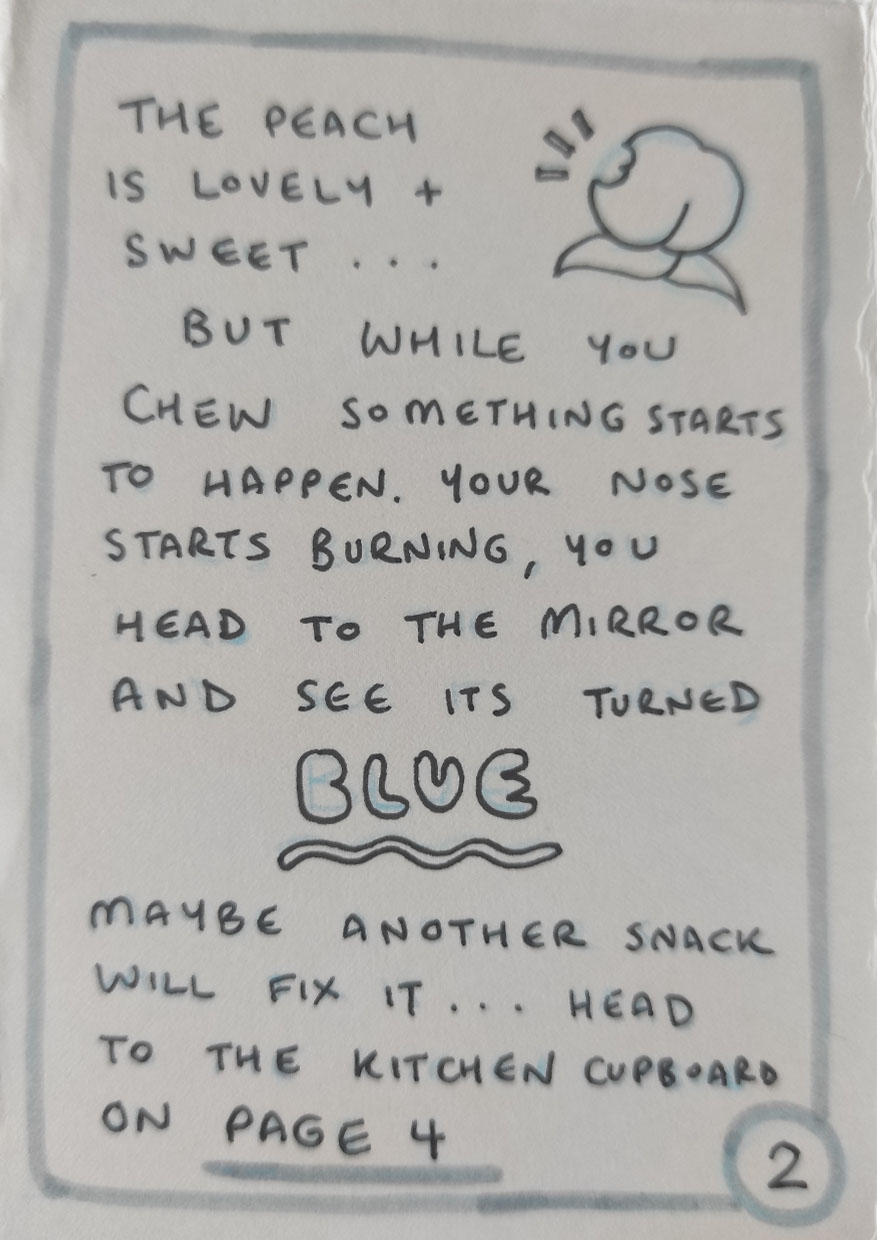 THE PEACH
IS LOVELY +
SWEET ...
BUT WHILE YOU
CHEW SOMETHING STARTS
TO HAPPEN. YOUR NOSE
STARTS BURNING, YOU
HEAD TO THE MIRROR
AND SEE ITS TURNED
BLUE
MAYBE ANOTHER SNACK
WILL FIX IT ... HEAD
TO THE KITCHEN CUPBOARD
ON PAGE 4
2